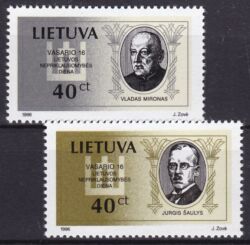 LIETUVA
VASARIO 16
LIETUVOS
NEPRIKLAUSOMYBĖS
DIENA
40 ct
VLADAS MIRONAS
1996
J. Zovė
LIETUVA
VASARIO 16
LIETUVOS
NEPRIKLAUSOMYBĖS
DIENA
40 ct
JURGIS ŠAULYS
1996
J. Zovė